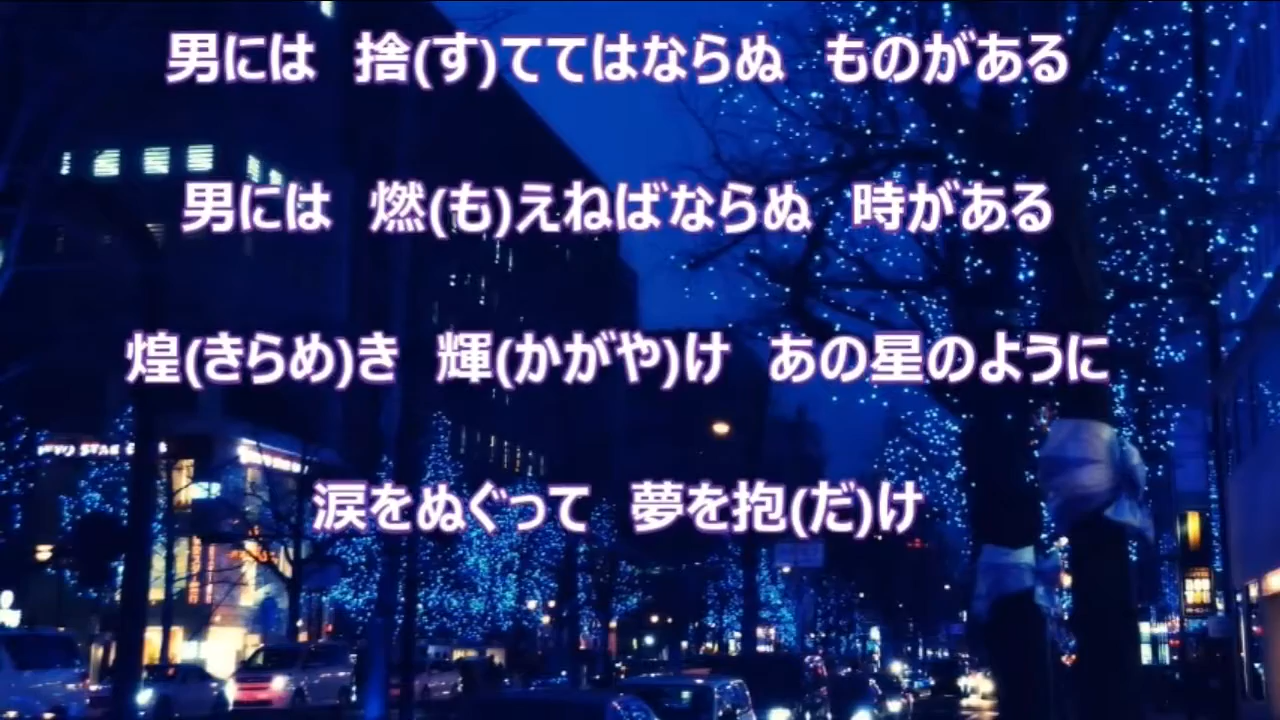 男には　捨(す)ててはならぬ　ものがある
男には　燃(も)えねばならぬ　時がある
煌(きらめ)き　輝(かがや)け　あの星のように
涙をぬぐって　夢を抱(だ)け